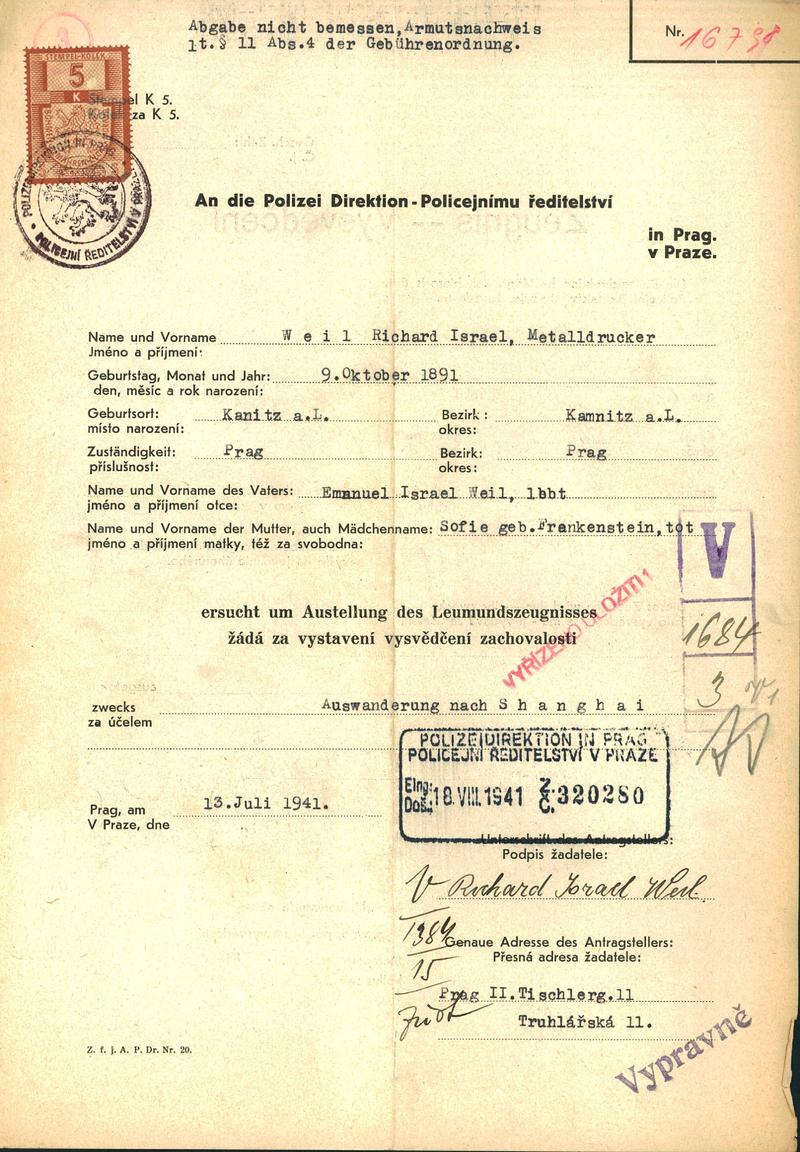 Abgabe nicht bemessen, Armutsnachweis
lt.§ 11 Abs.4 der Gebührenordnung.
Nr. 16798
3
STEMPEL-KOLEK
5
K
Stempel K 5.
Kolek za K 5.
POLICEJNÍ ŘEDITELSTVÍ
An die Polizei Direktion - Policejnímu ředitelství
in Prag.
v Praze.
Name und Vorname W e i l Richard Israel, Metalldrucker
Jméno a příjmení:
Geburtstag, Monat und Jahr: 9.Oktober 1891
den, měsíc a rok narození:
Geburtsort: Kanitz a.L. Bezirk: Kamnitz a.L.
místo narození: okres:
Zuständigkeit: Prag Bezirk: Prag
příslušnost: okres:
Name und Vorname des Vaters: Emanuel Israel Weil, lbbt
jméno a příjmení otce:
Name und Vorname der Mutter, auch Mädchenname: Sofie geb.Frankenstein,tot
jméno a příjmení matky, též za svobodna:
V
ersucht um Austellung des Leumundszeugnisses
žádá za vystavení vysvědčení zachovalosti
VYŘÍZENO ULOŽITI
1684
3
zwecks Auswanderung nach S h a n g h a i
za účelem
POLIZEIDIREKTION IN PRAG
POLICEJNÍ ŘEDITELSTVÍ V PRAZE
Eing: Z:
Doš: 18.VIII.1941 Č. 320280
Prag, am 13.Juli 1941.
V Praze, dne
Unterschrift des Antragstellers:
Podpis žadatele:
V Richard Israel Weil
1384
15
Genaue Adresse des Antragstellers:
Přesná adresa žadatele:
Prag II.Tischlerg.11
Truhlářská 11.
Vypravně
Z. f. j. A. P. Dr. Nr. 20.